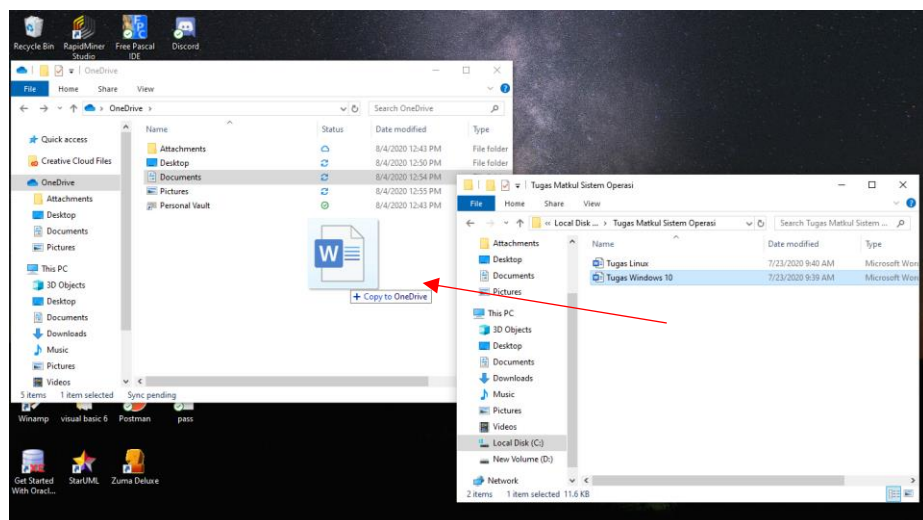 Recycle Bin
RapidMiner Studio
Free Pascal IDE
Discord
OneDrive
File Home Share View
OneDrive
Search OneDrive
Name Status Date modified Type
Quick access
Creative Cloud Files
OneDrive
Attachments
Desktop
Documents
Pictures
This PC
3D Objects
Desktop
Documents
Downloads
Music
Pictures
Videos
Attachments 8/4/2020 12:43 PM File folder
Desktop 8/4/2020 12:50 PM File folder
Documents 8/4/2020 12:54 PM
Pictures 8/4/2020 12:55 PM
Personal Vault 8/4/2020 12:43 PM
W
+ Copy to OneDrive
5 items 1 item selected Sync pending
Tugas Matkul Sistem Operasi
File Home Share View
« Local Disk ... › Tugas Matkul Sistem Operasi
Search Tugas Matkul Sistem ...
Name Date modified Type
Attachments
Desktop
Documents
Pictures
This PC
3D Objects
Desktop
Documents
Downloads
Music
Pictures
Videos
Local Disk (C:)
New Volume (D:)
Network
Tugas Linux 7/23/2020 9:40 AM Microsoft Word
Tugas Windows 10 7/23/2020 9:39 AM Microsoft Word
2 items 1 item selected 11.6 KB
Winamp
visual basic 6
Postman
pass
Get Started With Oracl...
StarUML
Zuma Deluxe